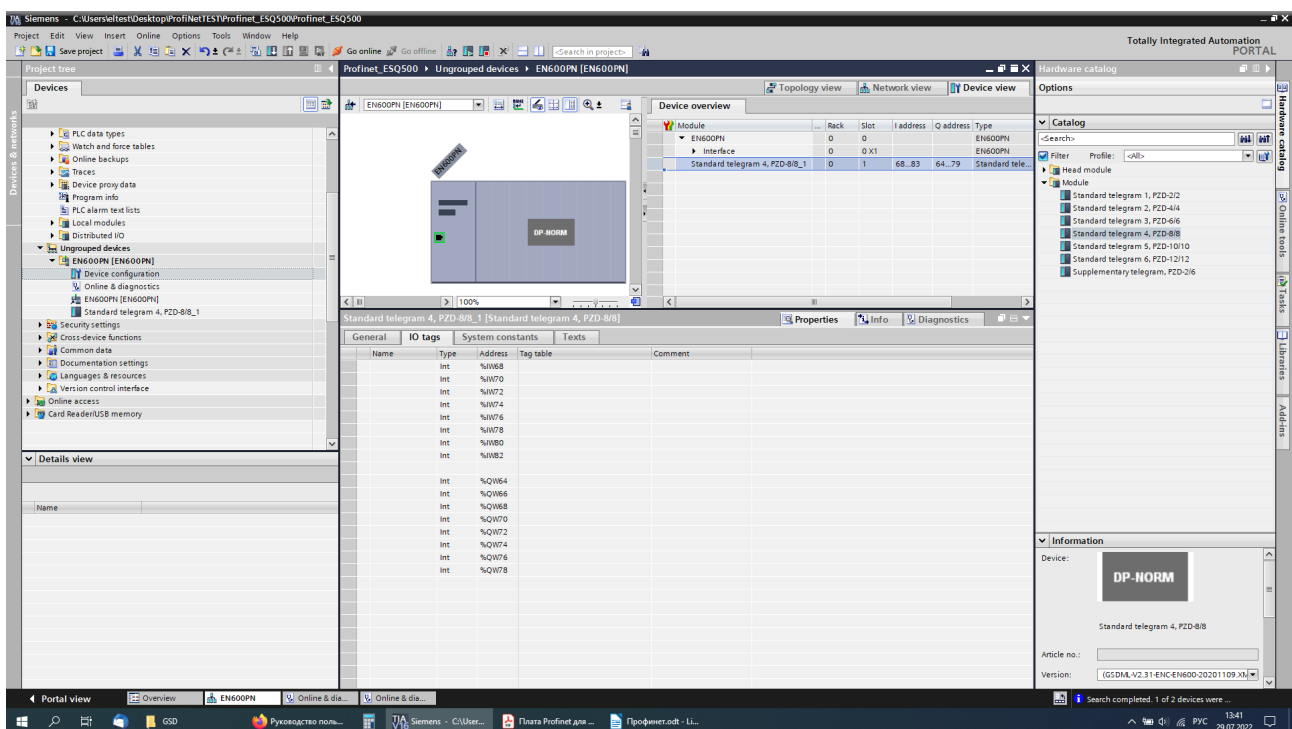 Siemens - C:\Users\eltest\Desktop\ProfiNetTEST\Profinet_ESQ500\Profinet_ESQ500
Project Edit View Insert Online Options Tools Window Help
Totally Integrated Automation
PORTAL
Save project
Go online
Go offline
<Search in project>
Project tree
Devices
Devices & networks
PLC data types
Watch and force tables
Online backups
Traces
Device proxy data
Program info
PLC alarm text lists
Local modules
Distributed I/O
Ungrouped devices
EN600PN [EN600PN]
Device configuration
Online & diagnostics
EN600PN [EN600PN]
Standard telegram 4, PZD-8/8_1
Security settings
Cross-device functions
Common data
Documentation settings
Languages & resources
Version control interface
Online access
Card Reader/USB memory
Details view
Name
Profinet_ESQ500 Ungrouped devices EN600PN [EN600PN]
Topology view Network view Device view
EN600PN [EN600PN]
EN600PN
DP-NORM
100%
Device overview
Module ... Rack Slot I address Q address Type
EN600PN 0 0 EN600PN
Interface 0 0 X1 EN600PN
Standard telegram 4, PZD-8/8_1 0 1 68...83 64...79 Standard tele...
Standard telegram 4, PZD-8/8_1 [Standard telegram 4, PZD-8/8]
Properties Info Diagnostics
General IO tags System constants Texts
Name Type Address Tag table Comment
Int %IW68
Int %IW70
Int %IW72
Int %IW74
Int %IW76
Int %IW78
Int %IW80
Int %IW82
Int %QW64
Int %QW66
Int %QW68
Int %QW70
Int %QW72
Int %QW74
Int %QW76
Int %QW78
Hardware catalog
Options
Catalog
<Search>
Filter Profile: <All>
Head module
Module
Standard telegram 1, PZD-2/2
Standard telegram 2, PZD-4/4
Standard telegram 3, PZD-6/6
Standard telegram 4, PZD-8/8
Standard telegram 5, PZD-10/10
Standard telegram 6, PZD-12/12
Supplementary telegram, PZD-2/6
Information
Device:
DP-NORM
Standard telegram 4, PZD-8/8
Article no.:
Version: (GSDML-V2.31-ENC-EN600-20201109.XM
Hardware catalog
Online tools
Tasks
Libraries
Add-ins
Portal view Overview EN600PN Online & dia... Online & dia...
Search completed. 1 of 2 devices were ...
GSD
Руководство поль...
TIA V16
Siemens - C:\User...
Плата Profinet для ...
Профинет.odt - Li...
РУС
13:41
29.07.2022